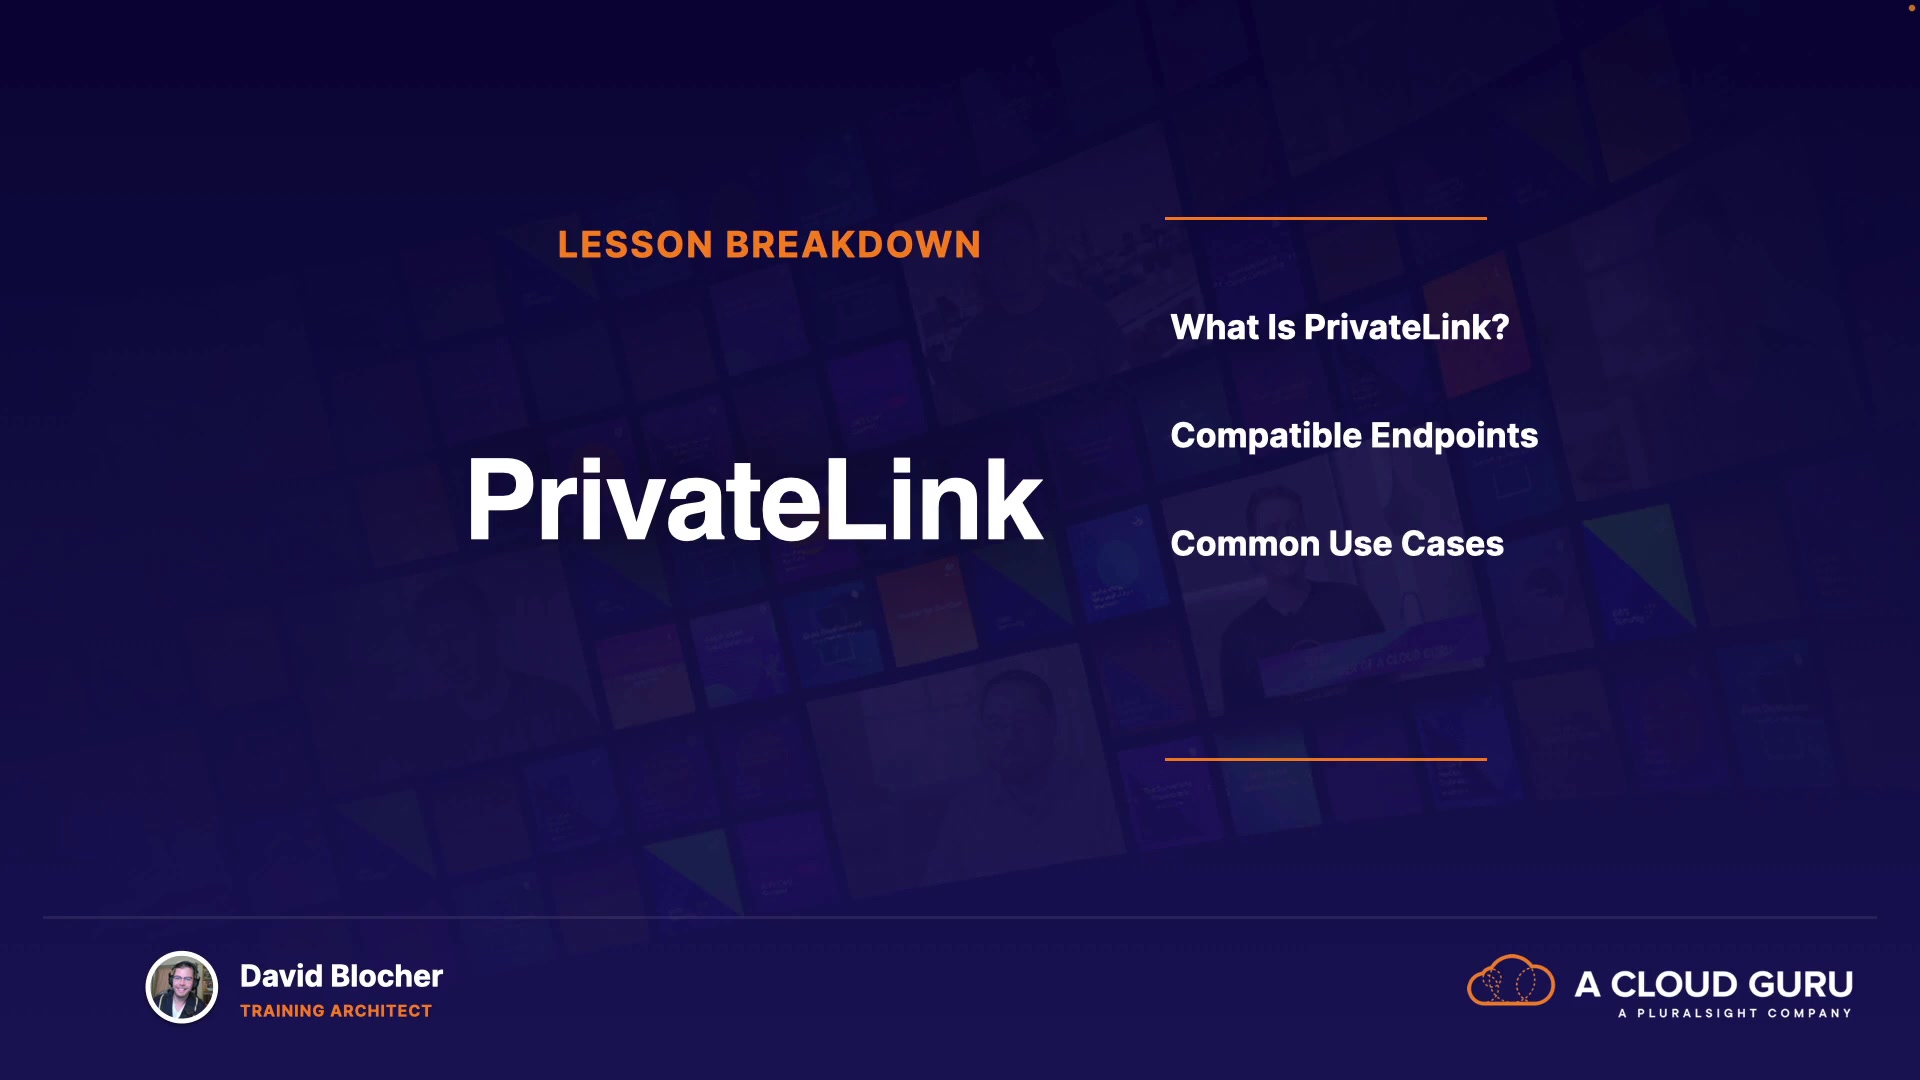 LESSON BREAKDOWN
PrivateLink
What Is PrivateLink?
Compatible Endpoints
Common Use Cases
David Blocher
TRAINING ARCHITECT
A CLOUD GURU
A PLURALSIGHT COMPANY